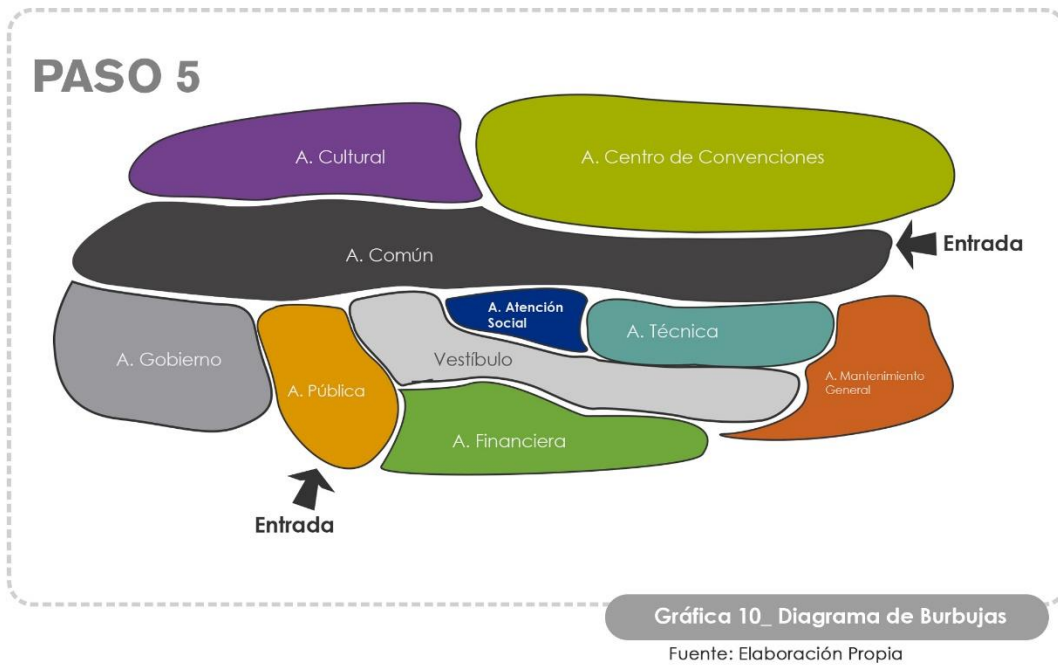 PASO 5
A. Cultural
A. Centro de Convenciones
A. Común
Entrada
A. Atención
Social
A. Técnica
A. Gobierno
Vestíbulo
A. Pública
A. Mantenimiento
General
A. Financiera
Entrada
Gráfica 10_ Diagrama de Burbujas
Fuente: Elaboración Propia